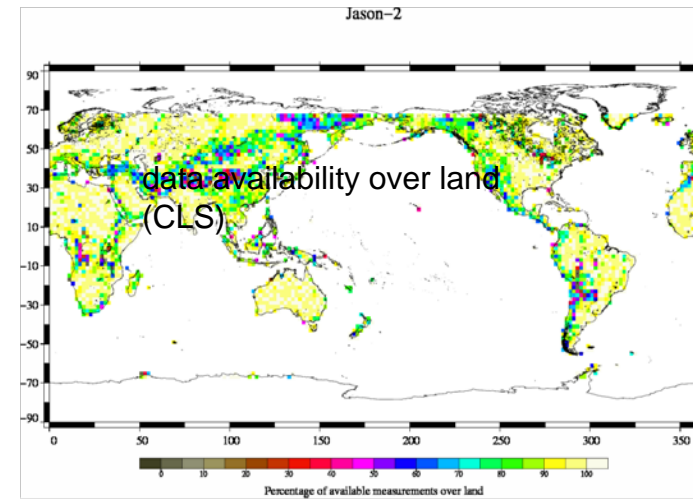 Jason-2
90
70
50
30
10
-10
-30
-50
-70
-90
data availability over land
(CLS)
0 50 100 150 200 250 300 350
0 10 20 30 40 50 60 70 80 90 100
Percentage of available measurements over land